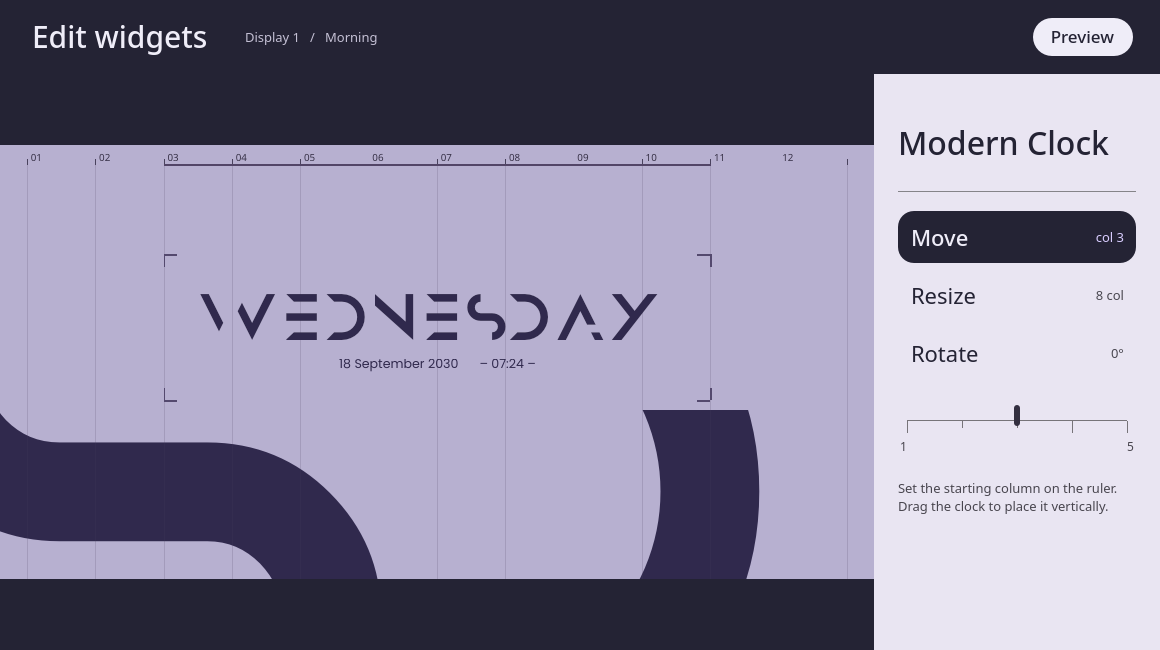 Edit widgets
Display 1 / Morning
Preview
01 02 03 04 05 06 07 08 09 10 11 12
WEDNESDAY
18 September 2030 – 07:24 –
Modern Clock
Move col 3
Resize 8 col
Rotate 0°
1 5
Set the starting column on the ruler.
Drag the clock to place it vertically.